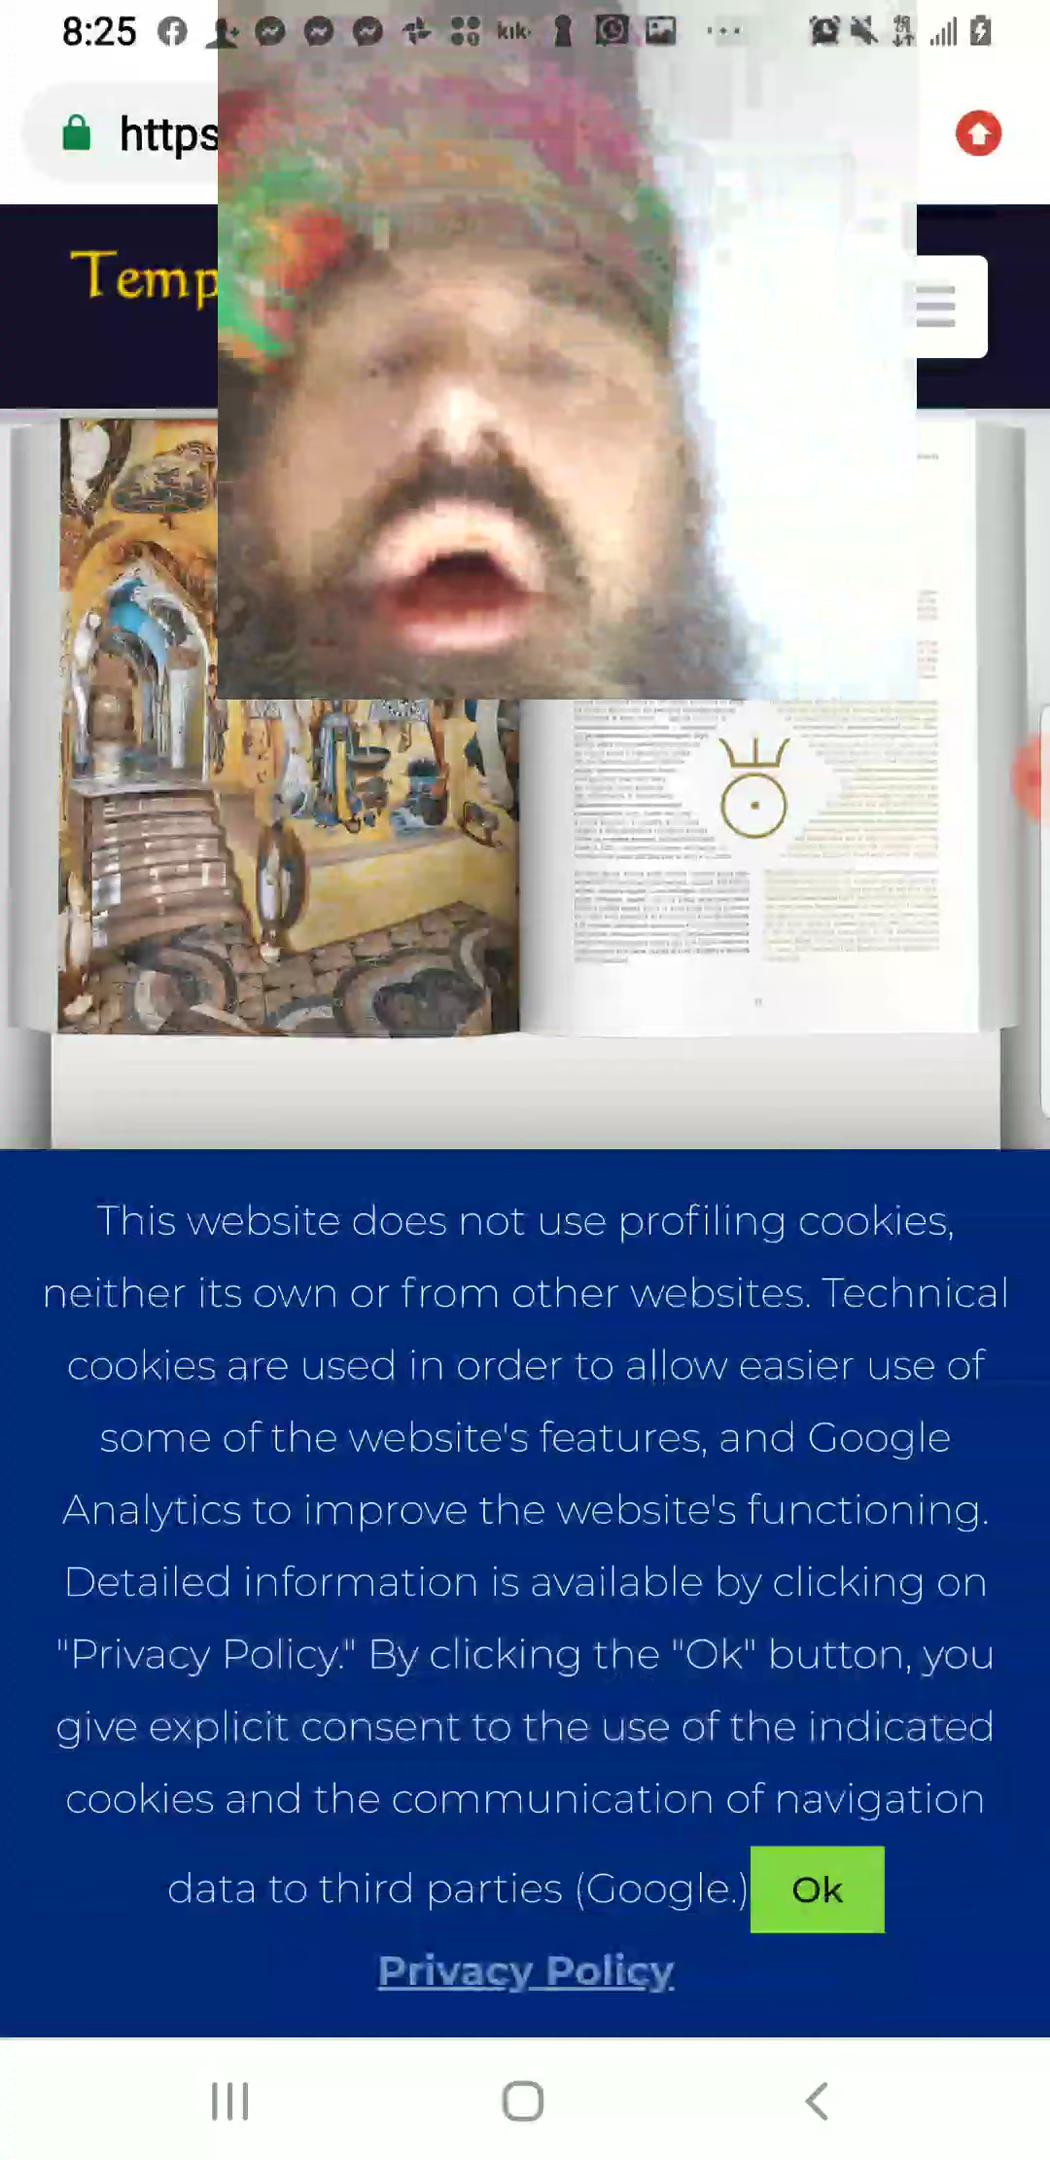 8:25
kik.
https
Temp
This website does not use profiling cookies,
neither its own or from other websites. Technical
cookies are used in order to allow easier use of
some of the website's features, and Google
Analytics to improve the website's functioning.
Detailed information is available by clicking on
"Privacy Policy." By clicking the "Ok" button, you
give explicit consent to the use of the indicated
cookies and the communication of navigation
data to third parties (Google.) Ok
Privacy Policy